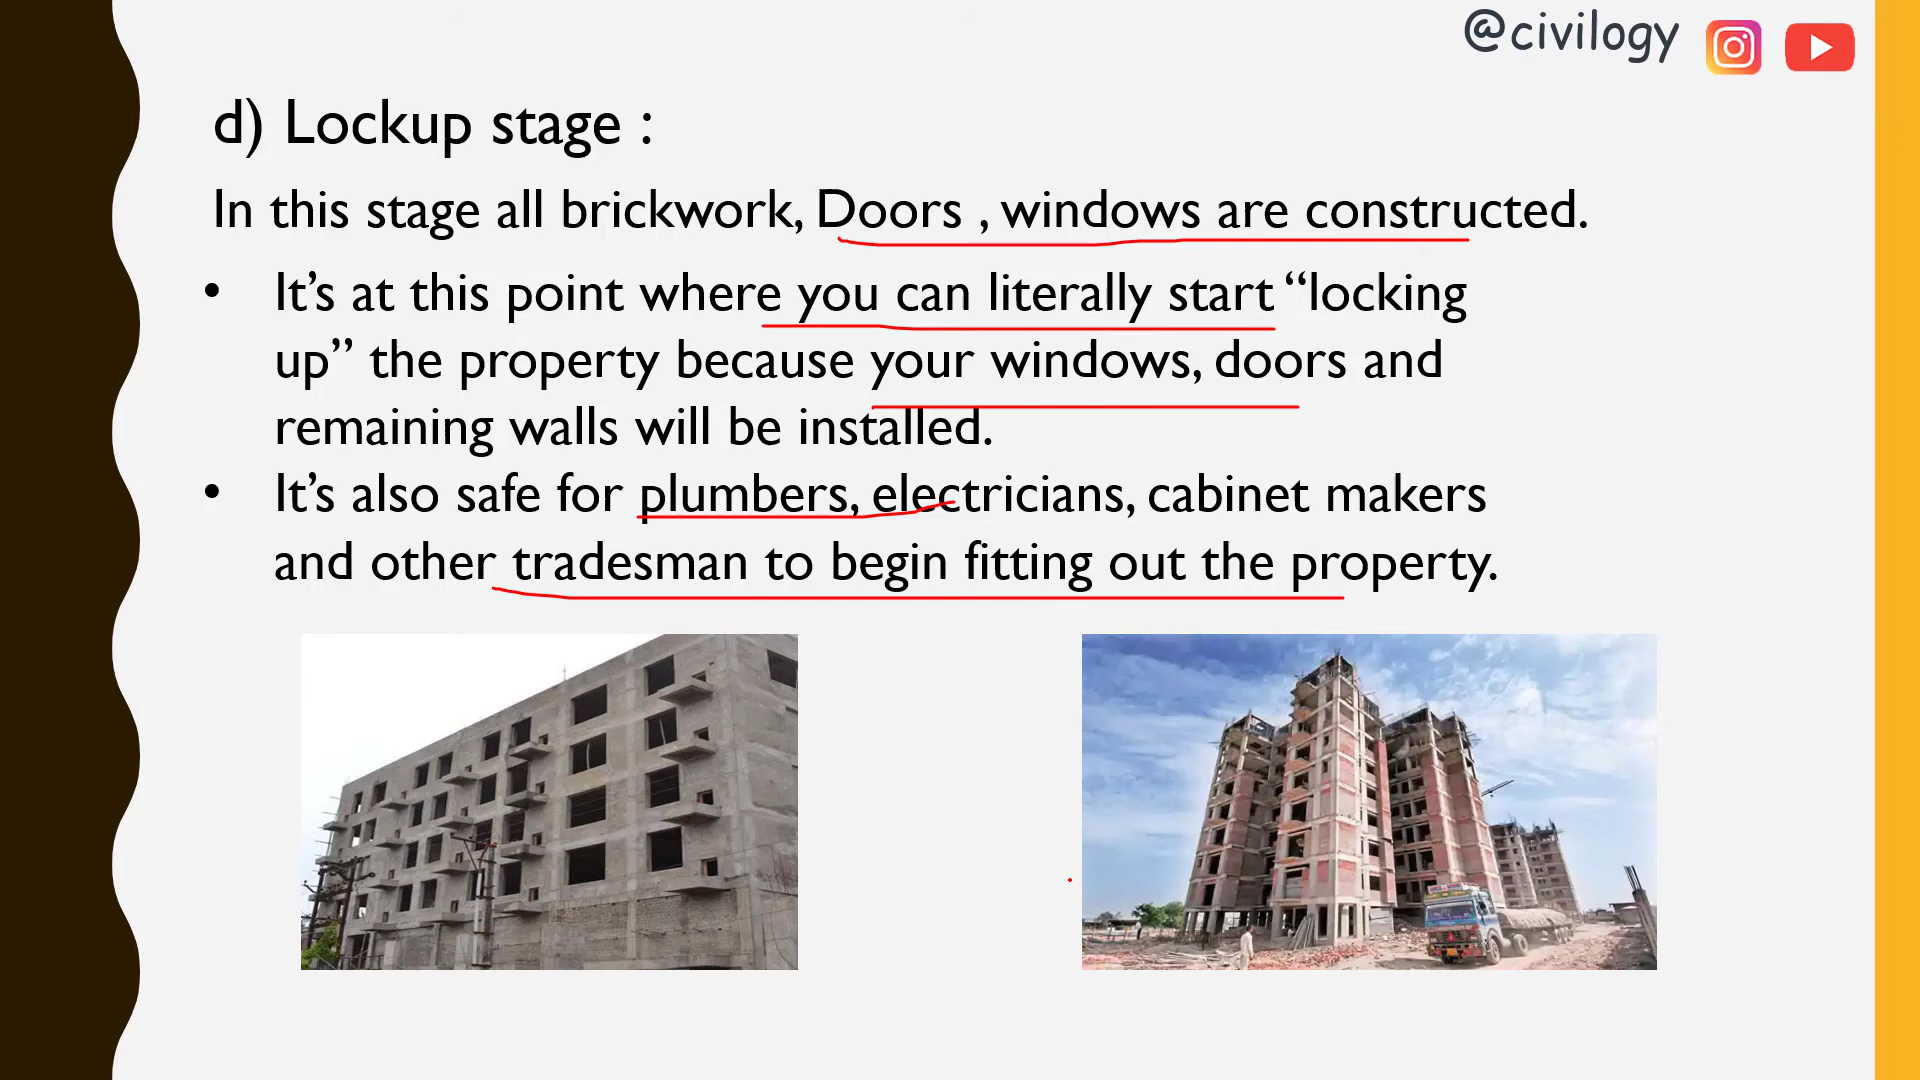 @civilogy
d) Lockup stage :
In this stage all brickwork, Doors , windows are constructed.
• It’s at this point where you can literally start “locking
up” the property because your windows, doors and
remaining walls will be installed.
• It’s also safe for plumbers, electricians, cabinet makers
and other tradesman to begin fitting out the property.